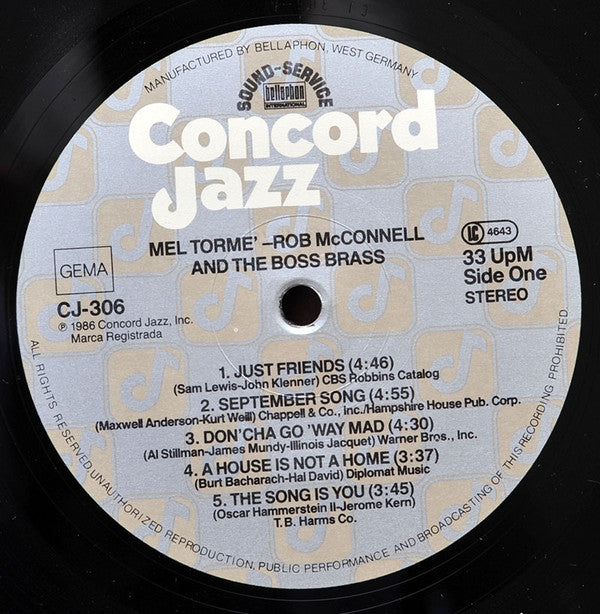 MANUFACTURED BY BELLAPHON, WEST GERMANY
SOUND-SERVICE
bellaphon
INTERNATIONAL
Concord
Jazz
MEL TORME' –ROB McCONNELL
AND THE BOSS BRASS
GEMA
LC 4643
33 UpM
Side One
STEREO
CJ-306
℗ 1986 Concord Jazz, Inc.
Marca Registrada
1. JUST FRIENDS (4:46)
(Sam Lewis-John Klenner) CBS Robbins Catalog
2. SEPTEMBER SONG (4:55)
(Maxwell Anderson-Kurt Weill) Chappell & Co., Inc./Hampshire House Pub. Corp.
3. DON'CHA GO 'WAY MAD (4:30)
(Al Stillman-James Mundy-Illinois Jacquet) Warner Bros., Inc.
4. A HOUSE IS NOT A HOME (3:37)
(Burt Bacharach-Hal David) Diplomat Music
5. THE SONG IS YOU (3:45)
(Oscar Hammerstein II-Jerome Kern)
T.B. Harms Co.
ALL RIGHTS RESERVED, UNAUTHORIZED REPRODUCTION, PUBLIC PERFORMANCE AND BROADCASTING OF THIS RECORDING PROHIBITED